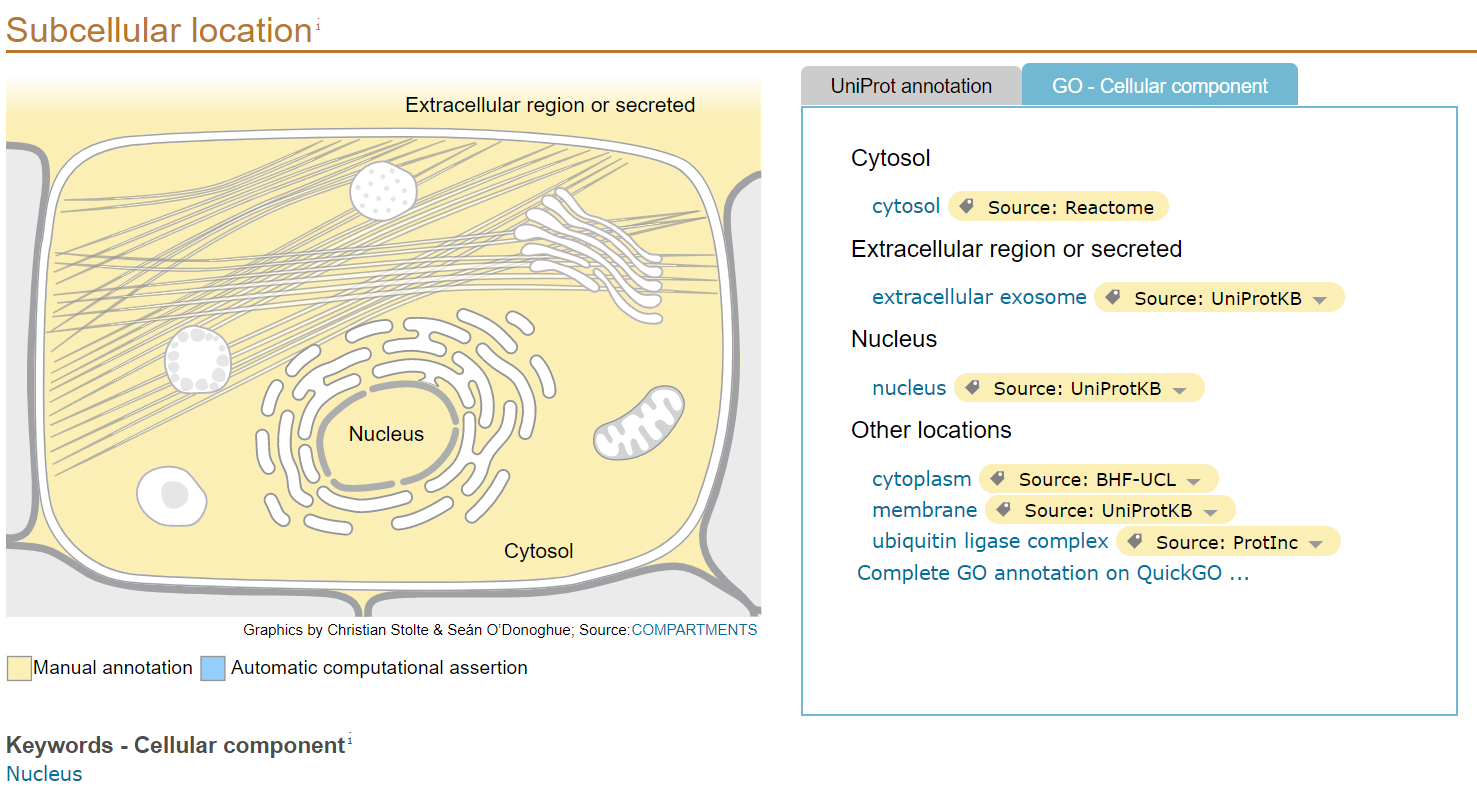 Subcellular location i
Extracellular region or secreted
Nucleus
Cytosol
Graphics by Christian Stolte & Seán O’Donoghue; Source:COMPARTMENTS
Manual annotation Automatic computational assertion
UniProt annotation GO - Cellular component
Cytosol
cytosol Source: Reactome
Extracellular region or secreted
extracellular exosome Source: UniProtKB
Nucleus
nucleus Source: UniProtKB
Other locations
cytoplasm Source: BHF-UCL
membrane Source: UniProtKB
ubiquitin ligase complex Source: ProtInc
Complete GO annotation on QuickGO ...
Keywords - Cellular component i
Nucleus